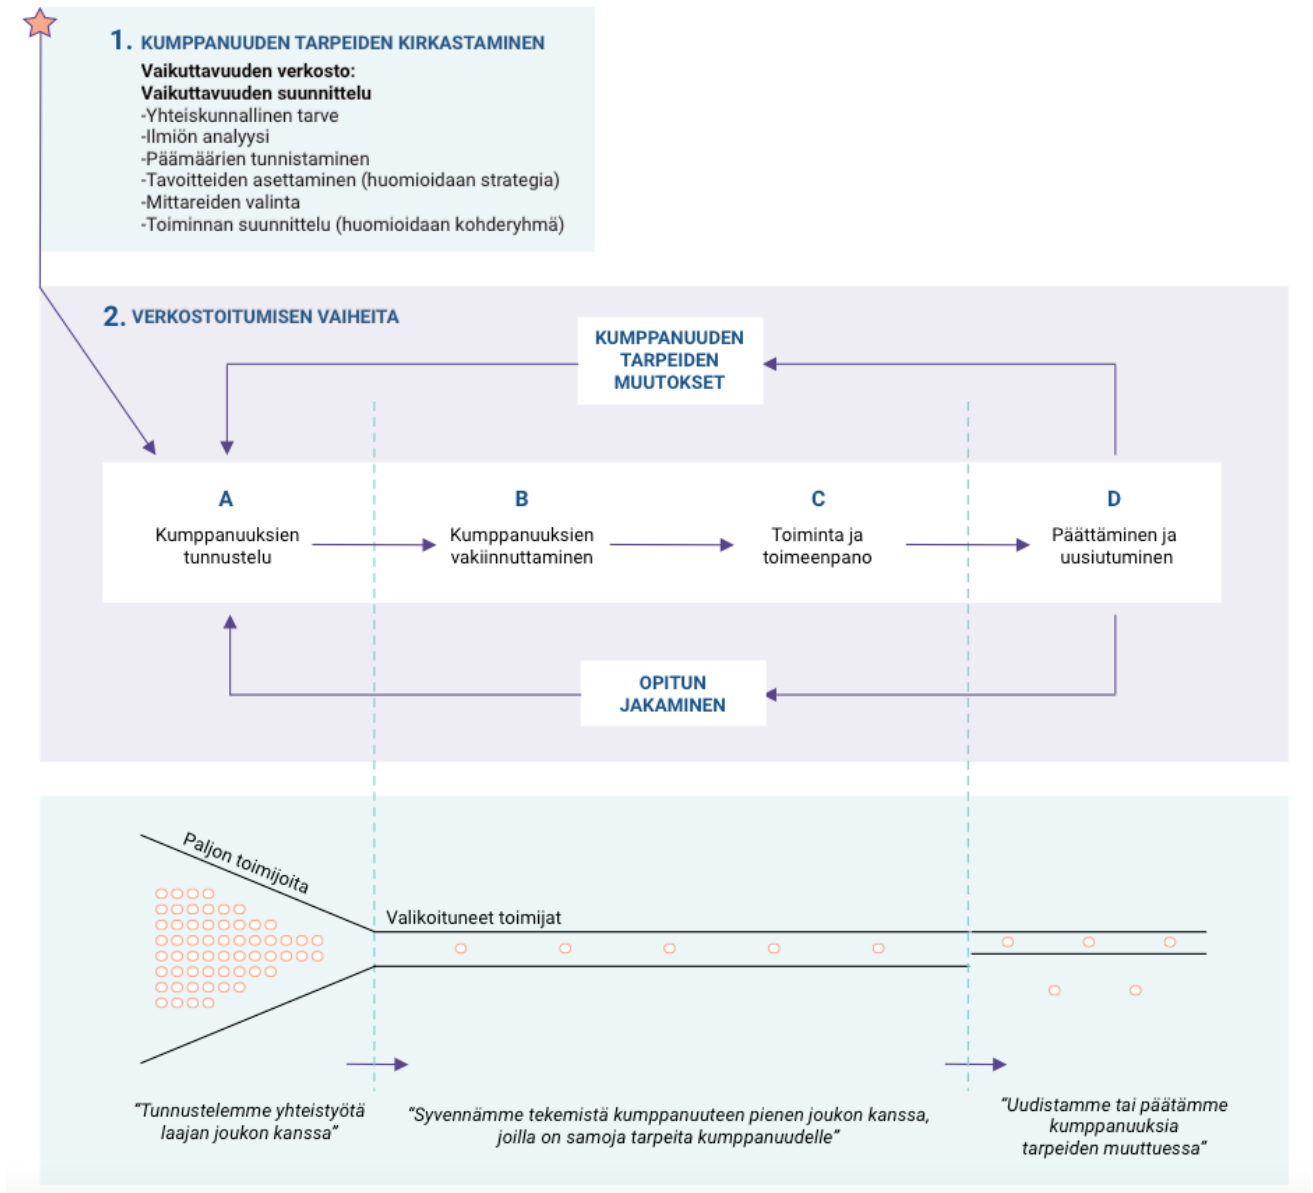 1. KUMPPANUUDEN TARPEIDEN KIRKASTAMINEN
Vaikuttavuuden verkosto:
Vaikuttavuuden suunnittelu
-Yhteiskunnallinen tarve
-Ilmiön analyysi
-Päämäärien tunnistaminen
-Tavoitteiden asettaminen (huomioidaan strategia)
-Mittareiden valinta
-Toiminnan suunnittelu (huomioidaan kohderyhmä)
2. VERKOSTOITUMISEN VAIHEITA
KUMPPANUUDEN
TARPEIDEN
MUUTOKSET
A
Kumppanuuksien
tunnustelu
B
Kumppanuuksien
vakiinnuttaminen
C
Toiminta ja
toimeenpano
D
Päättäminen ja
uusiutuminen
OPITUN
JAKAMINEN
Paljon toimijoita
Valikoituneet toimijat
“Tunnustelemme yhteistyötä
laajan joukon kanssa”
“Syvennämme tekemistä kumppanuuteen pienen joukon kanssa,
joilla on samoja tarpeita kumppanuudelle”
“Uudistamme tai päätämme
kumppanuuksia
tarpeiden muuttuessa”